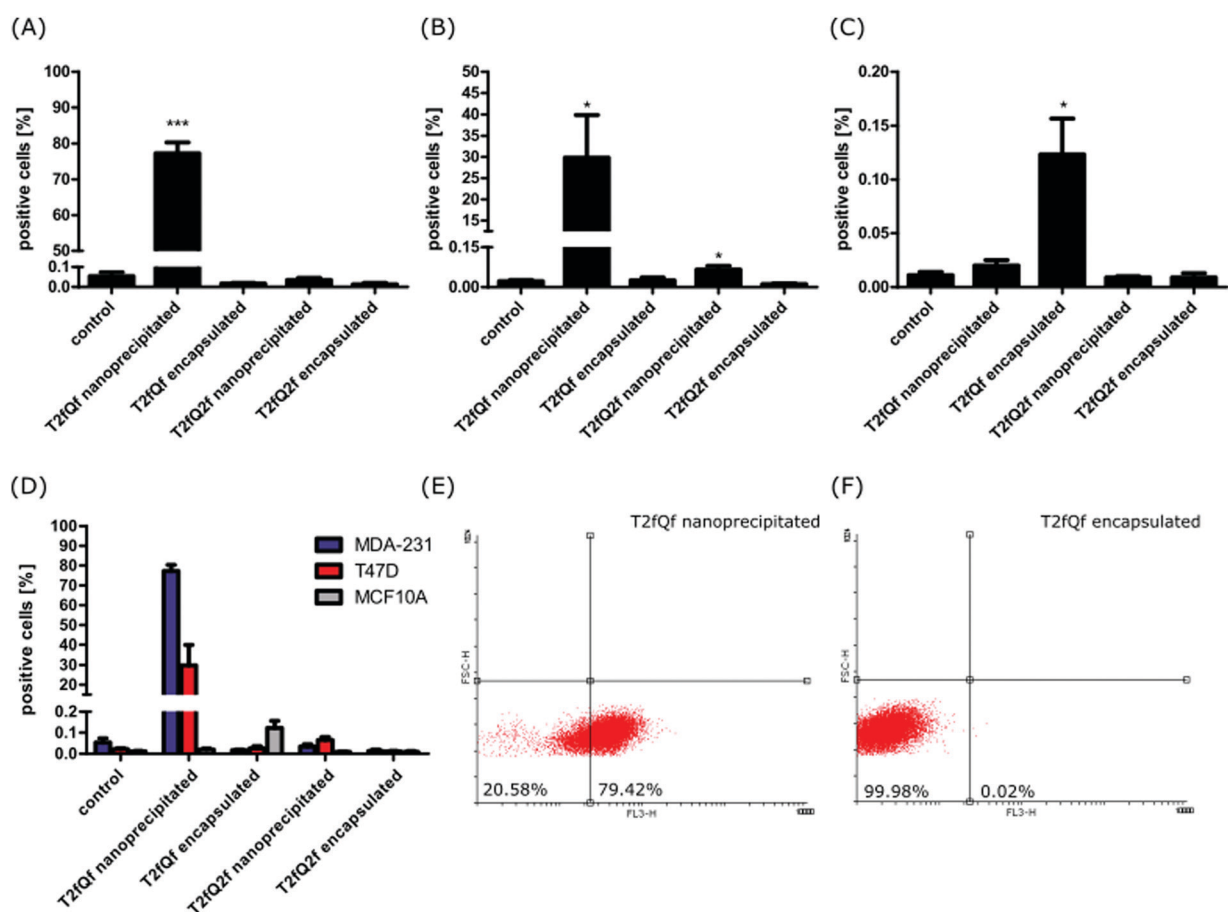 (A)
positive cells [%]
100
90
80
70
60
50
0.1
0.0
***
control
T2fQf nanoprecipitated
T2fQf encapsulated
T2fQ2f nanoprecipitated
T2fQ2f encapsulated
(B)
positive cells [%]
50
45
40
35
30
25
20
15
0.15
0.00
*
*
control
T2fQf nanoprecipitated
T2fQf encapsulated
T2fQ2f nanoprecipitated
T2fQ2f encapsulated
(C)
positive cells [%]
0.20
0.15
0.10
0.05
0.00
*
control
T2fQf nanoprecipitated
T2fQf encapsulated
T2fQ2f nanoprecipitated
T2fQ2f encapsulated
(D)
positive cells [%]
100
90
80
70
60
50
40
30
20
10
0.2
0.1
0.0
MDA-231
T47D
MCF10A
control
T2fQf nanoprecipitated
T2fQf encapsulated
T2fQ2f nanoprecipitated
T2fQ2f encapsulated
(E)
T2fQf nanoprecipitated
FSC-H
20.58%
79.42%
FL3-H
(F)
T2fQf encapsulated
FSC-H
99.98%
0.02%
FL3-H